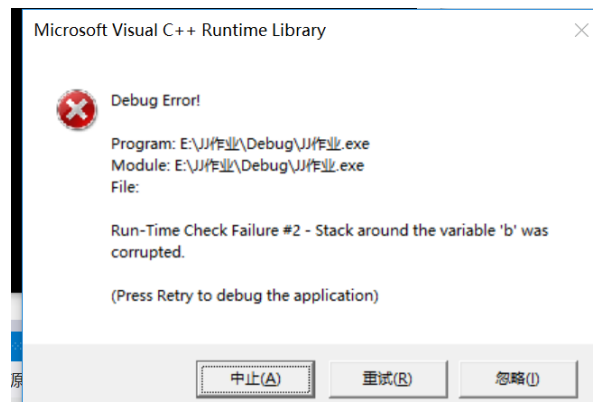 Microsoft Visual C++ Runtime Library
Debug Error!
Program: E:\JJ作业\Debug\JJ作业.exe
Module: E:\JJ作业\Debug\JJ作业.exe
File:
Run-Time Check Failure #2 - Stack around the variable 'b' was
corrupted.
(Press Retry to debug the application)
原
中止(A)
重试(R)
忽略(I)